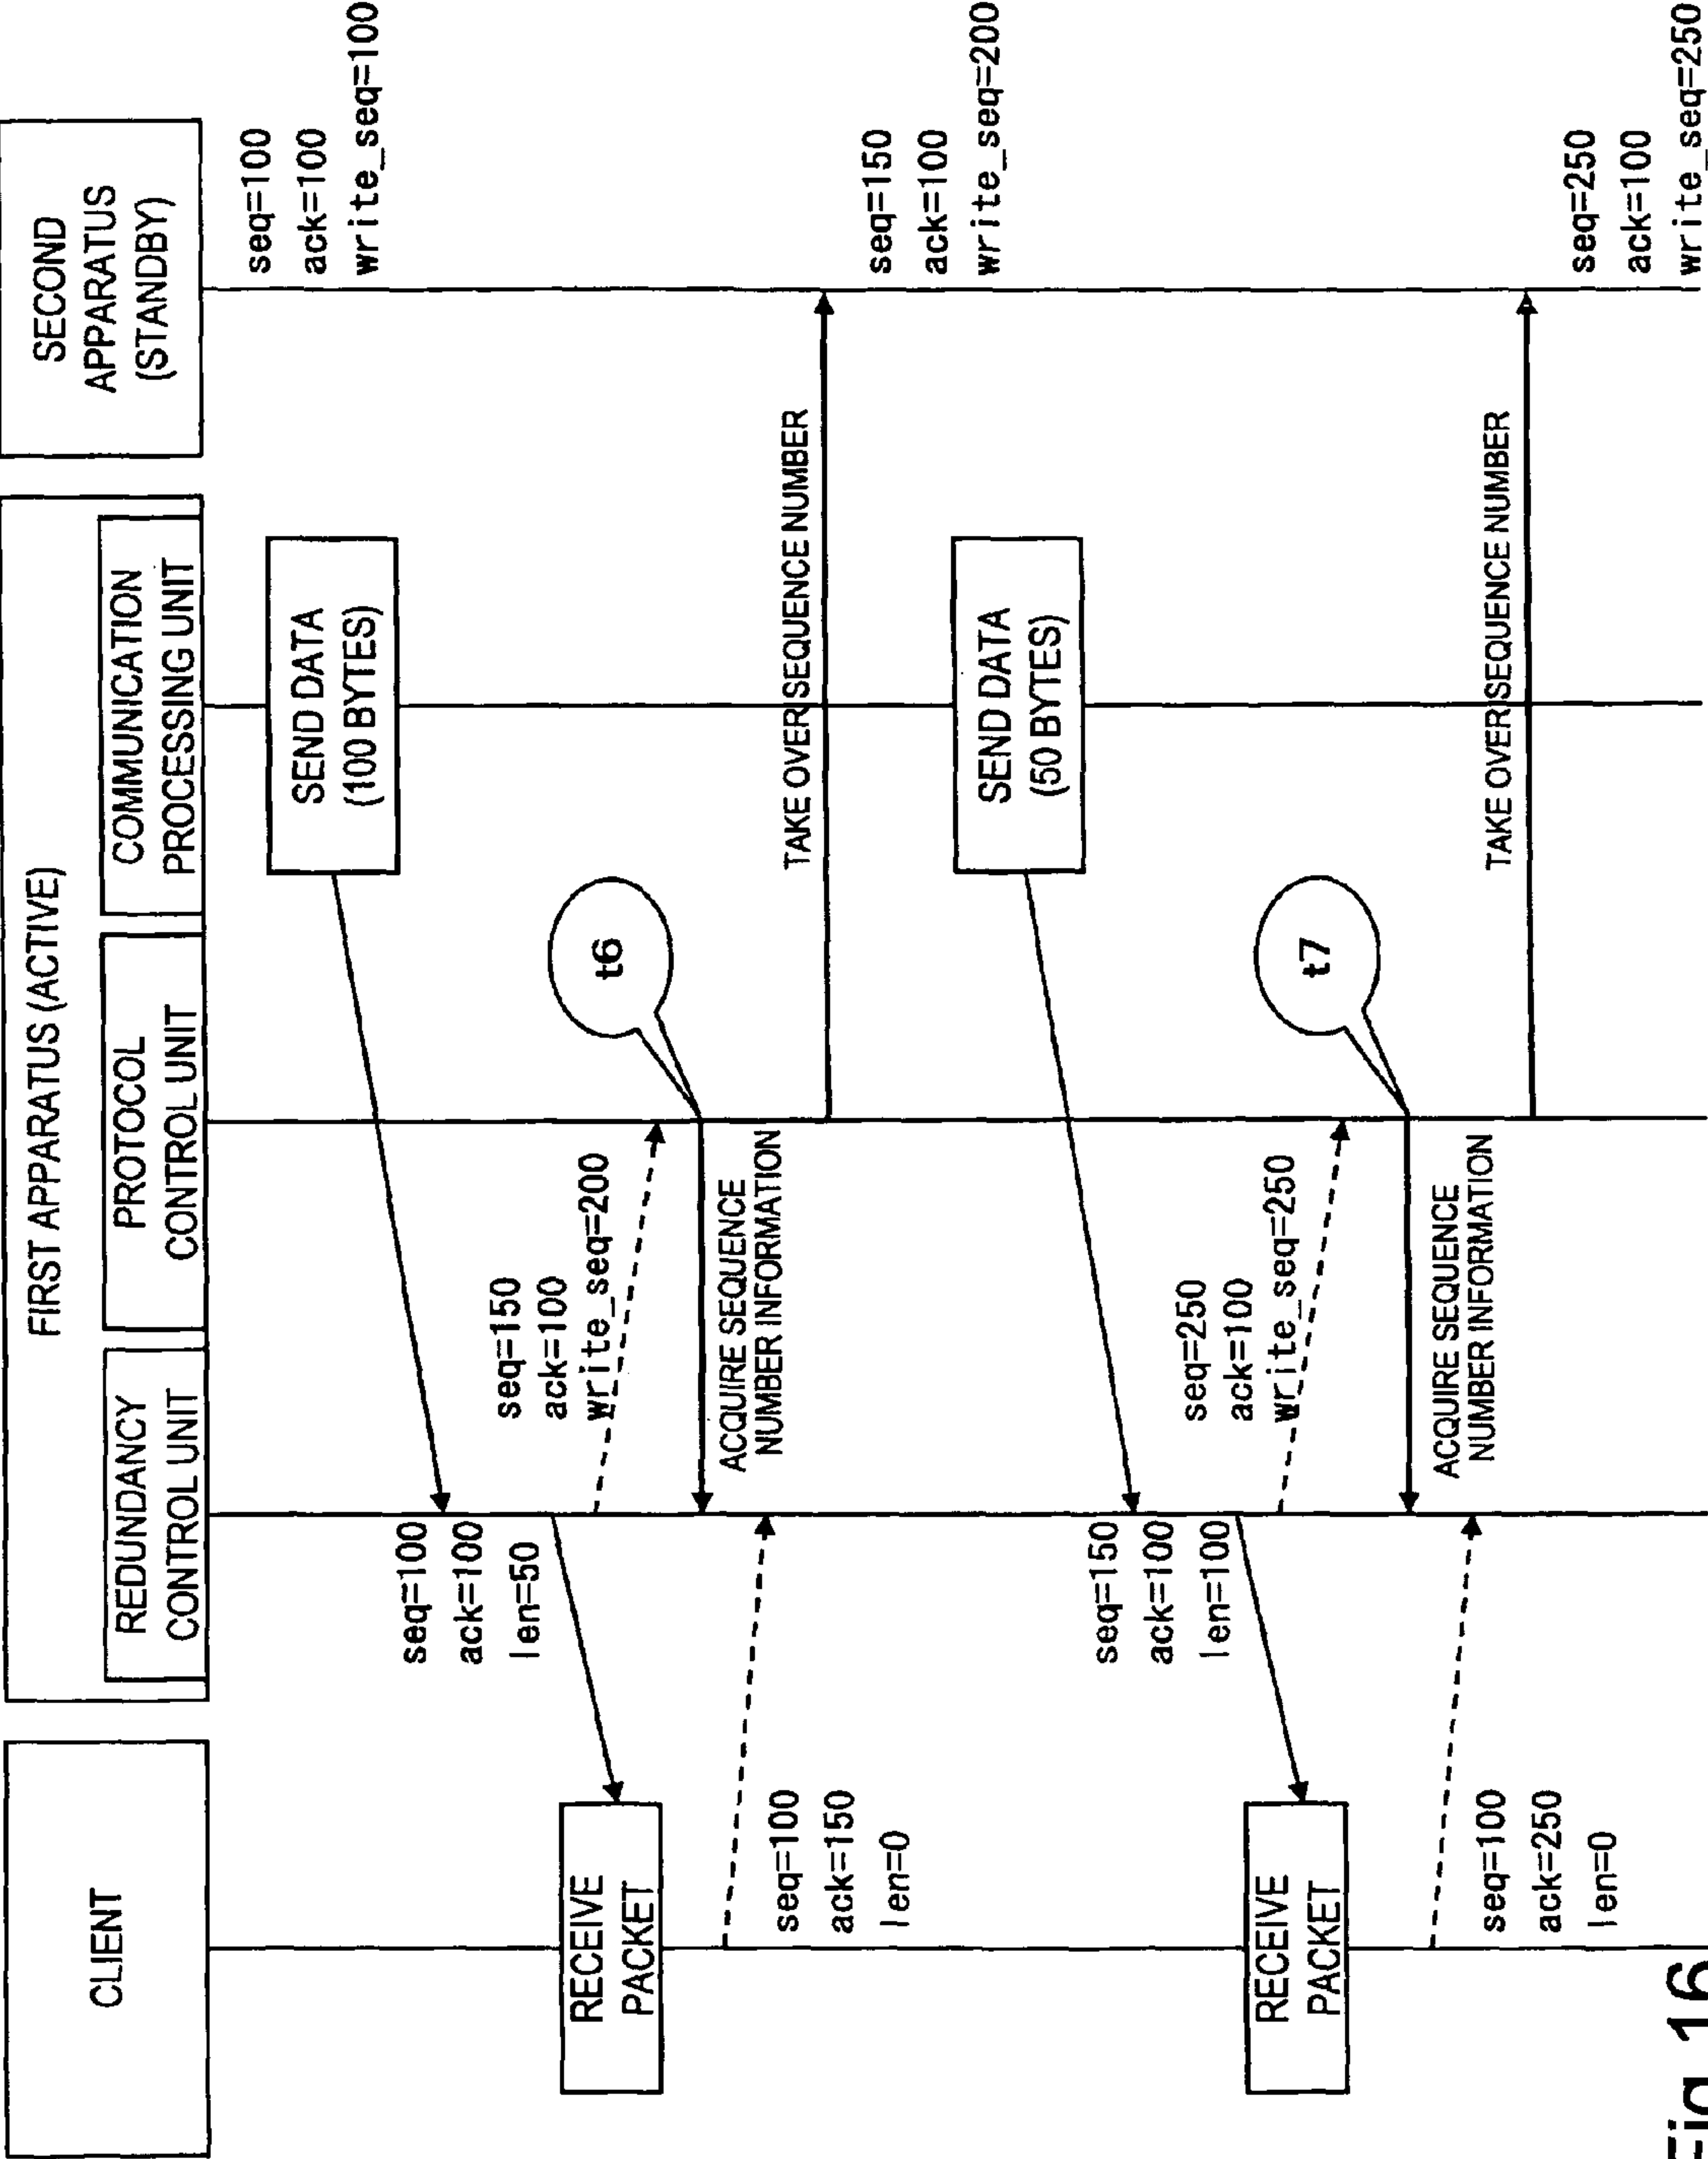 CLIENT
FIRST APPARATUS (ACTIVE)
REDUNDANCY
CONTROL UNIT
PROTOCOL
CONTROL UNIT
COMMUNICATION
PROCESSING UNIT
SECOND
APPARATUS
(STANDBY)
seq=100
ack=100
write_seq=100
SEND DATA
(100 BYTES)
seq=100
ack=100
len=50
seq=150
ack=100
write_seq=200
RECEIVE
PACKET
t6
ACQUIRE SEQUENCE
NUMBER INFORMATION
seq=100
ack=150
len=0
TAKE OVER SEQUENCE NUMBER
seq=150
ack=100
write_seq=200
SEND DATA
(50 BYTES)
seq=150
ack=100
len=100
seq=250
ack=100
write_seq=250
RECEIVE
PACKET
t7
ACQUIRE SEQUENCE
NUMBER INFORMATION
seq=100
ack=250
len=0
TAKE OVER SEQUENCE NUMBER
seq=250
ack=100
write_seq=250
Fig.16